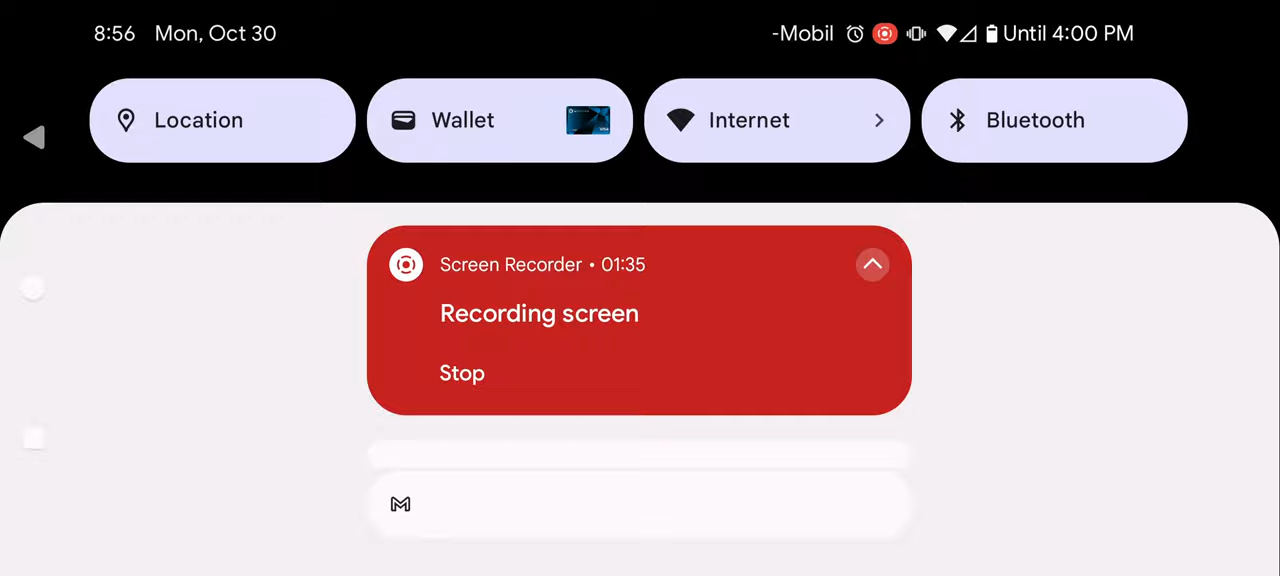 8:56 Mon, Oct 30 -Mobil Until 4:00 PM
Location Wallet Internet Bluetooth
Screen Recorder • 01:35
Recording screen
Stop